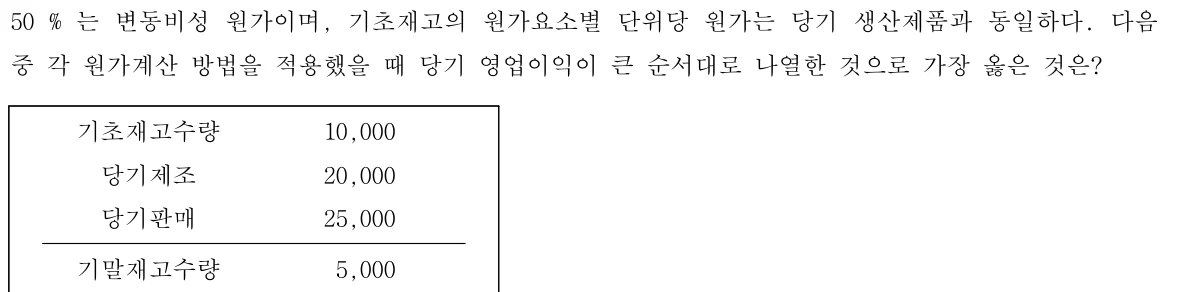 50 % 는 변동비성 원가이며, 기초재고의 원가요소별 단위당 원가는 당기 생산제품과 동일하다. 다음
중 각 원가계산 방법을 적용했을 때 당기 영업이익이 큰 순서대로 나열한 것으로 가장 옳은 것은?
기초재고수량 10,000
당기제조 20,000
당기판매 25,000
기말재고수량 5,000